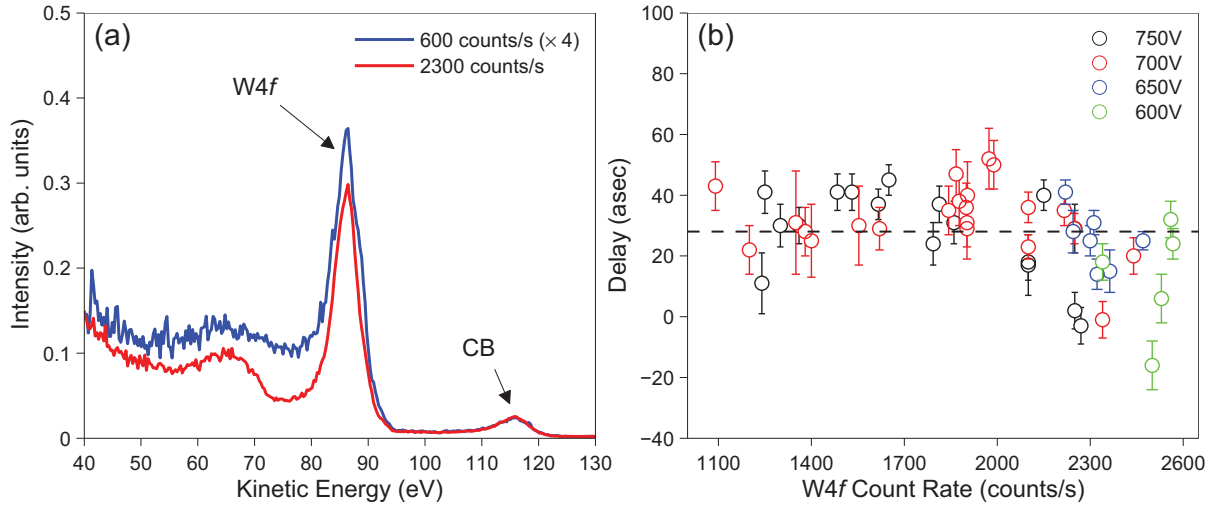 (a)
600 counts/s (× 4)
2300 counts/s
W4f
CB
0.5
0.4
0.3
0.2
0.1
0
Intensity (arb. units)
40 50 60 70 80 90 100 110 120 130
Kinetic Energy (eV)
(b)
750V
700V
650V
600V
100
80
60
40
20
0
−20
−40
Delay (asec)
1100 1400 1700 2000 2300 2600
W4f Count Rate (counts/s)